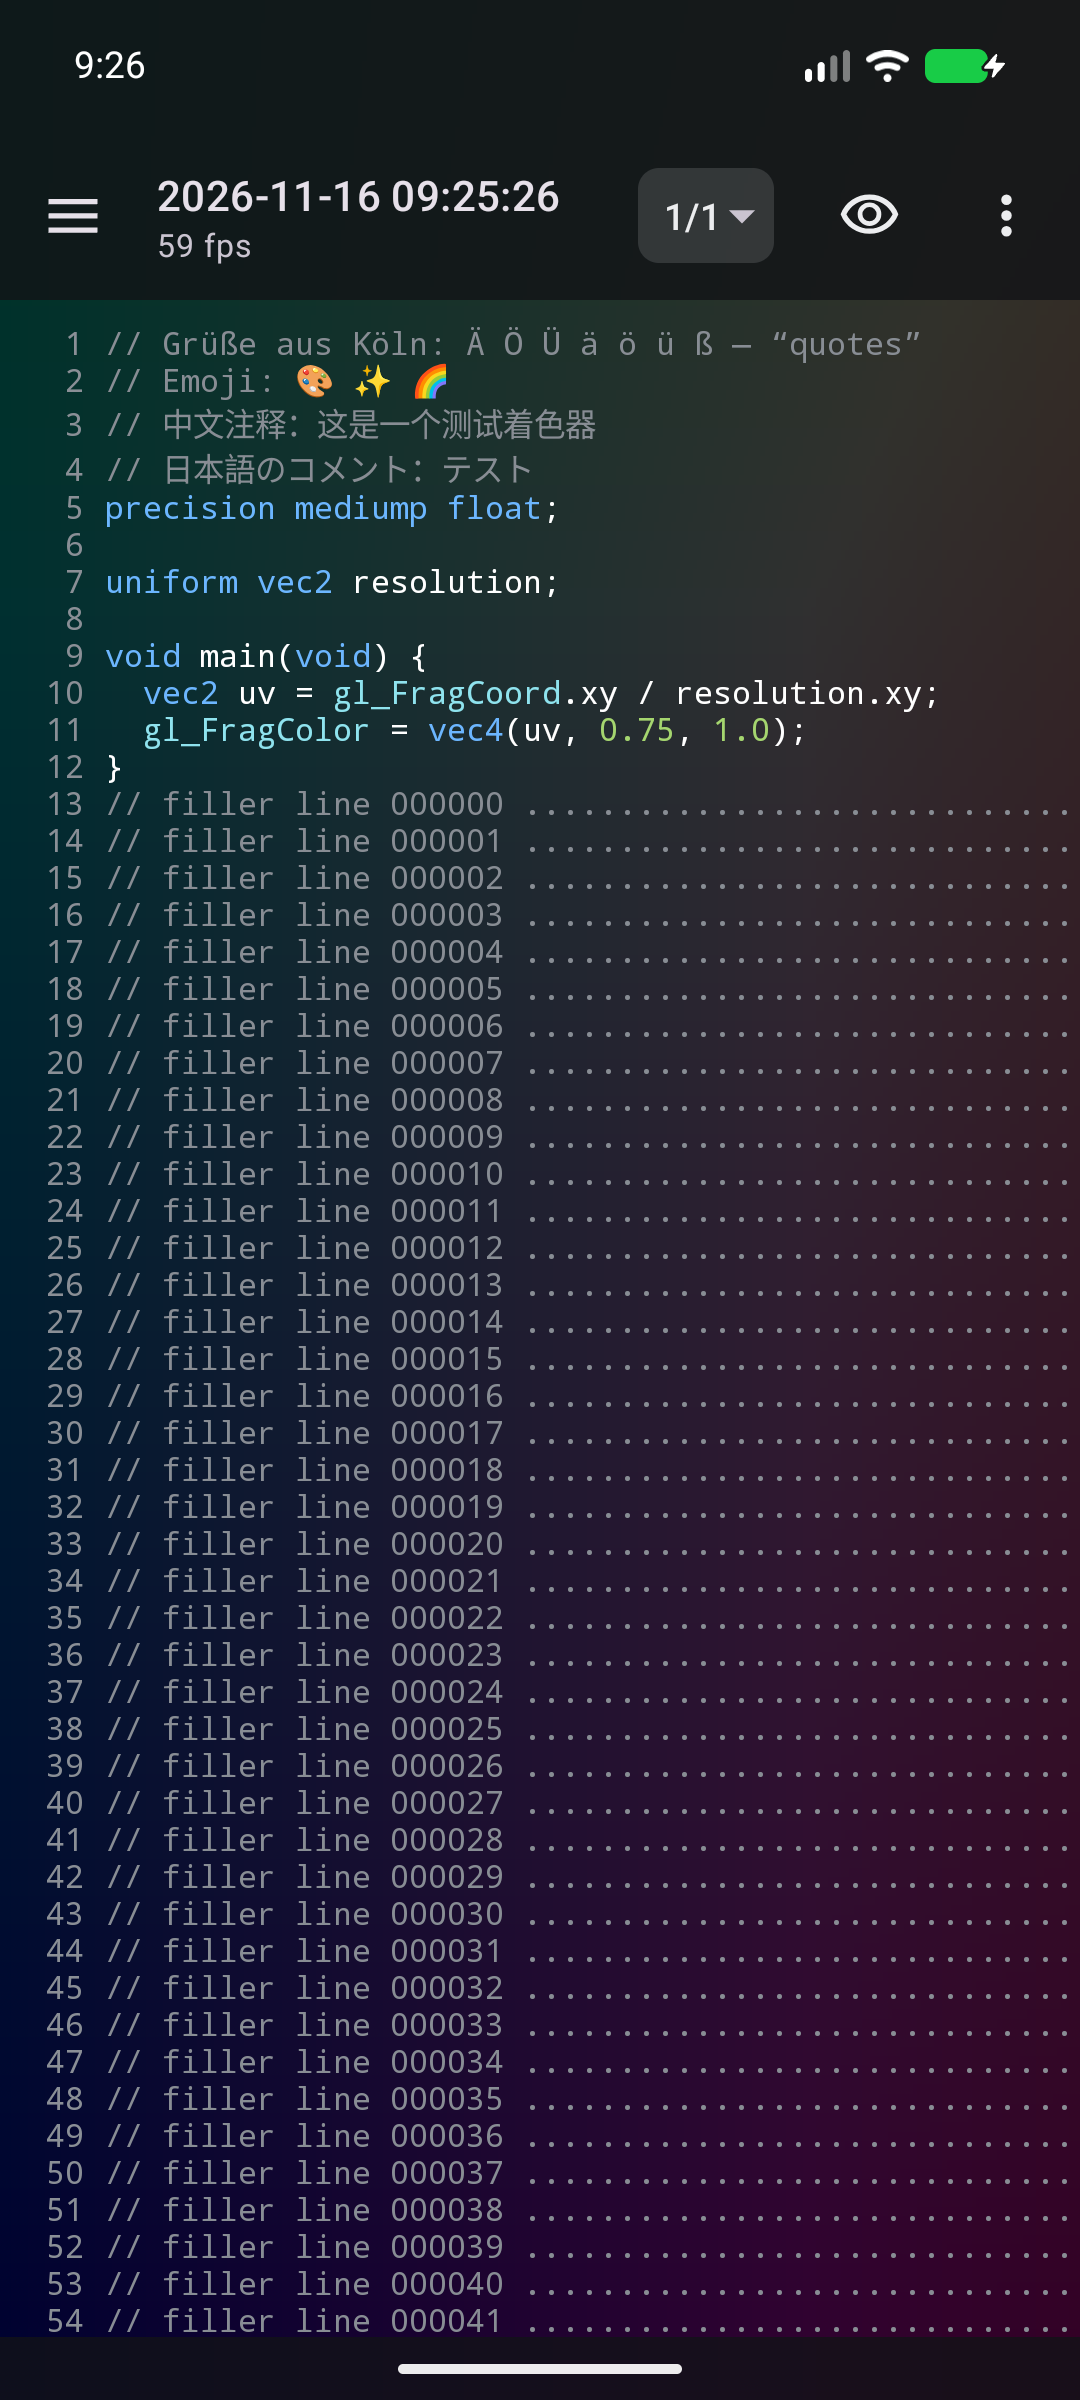 9:26
2026-11-16 09:25:26
59 fps
1/1
1 // Grüße aus Köln: Ä Ö Ü ä ö ü ß – “quotes”
2 // Emoji: 🎨 ✨ 🌈
3 // 中文注释：这是一个测试着色器
4 // 日本語のコメント：テスト
5 precision mediump float;
6
7 uniform vec2 resolution;
8
9 void main(void) {
10   vec2 uv = gl_FragCoord.xy / resolution.xy;
11   gl_FragColor = vec4(uv, 0.75, 1.0);
12 }
13 // filler line 000000 .............................
14 // filler line 000001 .............................
15 // filler line 000002 .............................
16 // filler line 000003 .............................
17 // filler line 000004 .............................
18 // filler line 000005 .............................
19 // filler line 000006 .............................
20 // filler line 000007 .............................
21 // filler line 000008 .............................
22 // filler line 000009 .............................
23 // filler line 000010 .............................
24 // filler line 000011 .............................
25 // filler line 000012 .............................
26 // filler line 000013 .............................
27 // filler line 000014 .............................
28 // filler line 000015 .............................
29 // filler line 000016 .............................
30 // filler line 000017 .............................
31 // filler line 000018 .............................
32 // filler line 000019 .............................
33 // filler line 000020 .............................
34 // filler line 000021 .............................
35 // filler line 000022 .............................
36 // filler line 000023 .............................
37 // filler line 000024 .............................
38 // filler line 000025 .............................
39 // filler line 000026 .............................
40 // filler line 000027 .............................
41 // filler line 000028 .............................
42 // filler line 000029 .............................
43 // filler line 000030 .............................
44 // filler line 000031 .............................
45 // filler line 000032 .............................
46 // filler line 000033 .............................
47 // filler line 000034 .............................
48 // filler line 000035 .............................
49 // filler line 000036 .............................
50 // filler line 000037 .............................
51 // filler line 000038 .............................
52 // filler line 000039 .............................
53 // filler line 000040 .............................
54 // filler line 000041 .............................